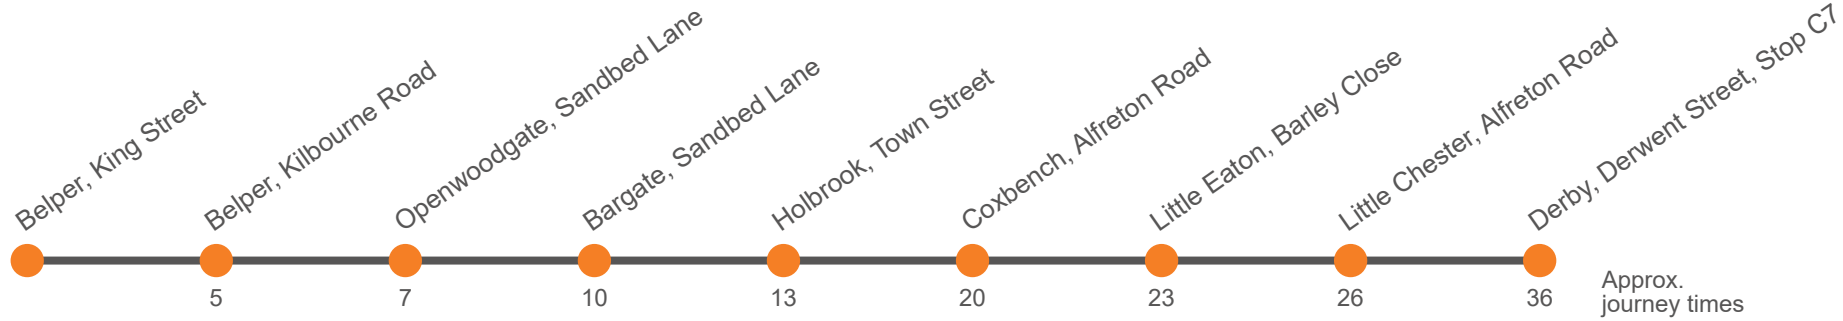 Belper, King Street
Belper, Kilbourne Road
Openwoodgate, Sandbed Lane
Bargate, Sandbed Lane
Holbrook, Town Street
Coxbench, Alfreton Road
Little Eaton, Barley Close
Little Chester, Alfreton Road
Derby, Derwent Street, Stop C7
5
7
10
13
20
23
26
36
Approx.
journey times